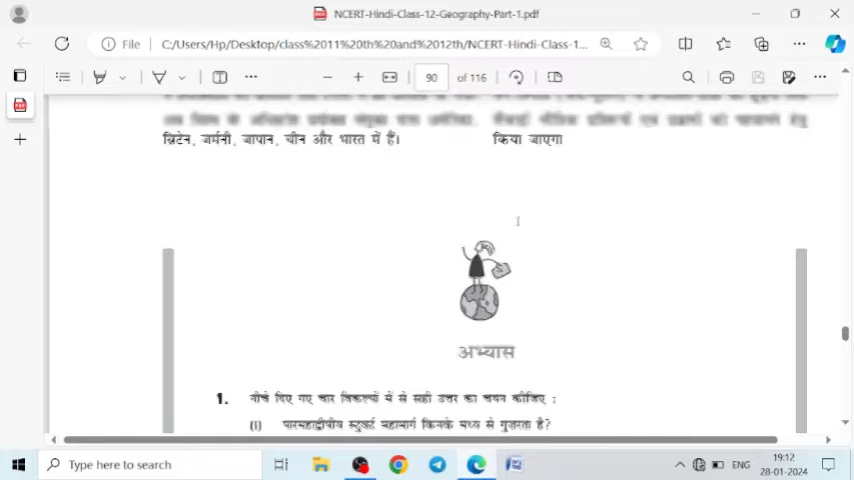 NCERT-Hindi-Class-12-Geography-Part-1.pdf
File C:/Users/Hp/Desktop/class%2011%20th%20and%2012th/NCERT-Hindi-Class-1...
90 of 116
ब्रिटेन, जर्मनी, जापान, चीन और भारत में हैं।
किया जाएगा
अभ्यास
1. नीचे दिए गए चार विकल्पों में से सही उत्तर का चयन कीजिए :
(i) पारमहाद्वीपीय स्टुवर्ट महामार्ग किनके मध्य से गुज़रता है?
Type here to search
ENG
19:12
28-01-2024